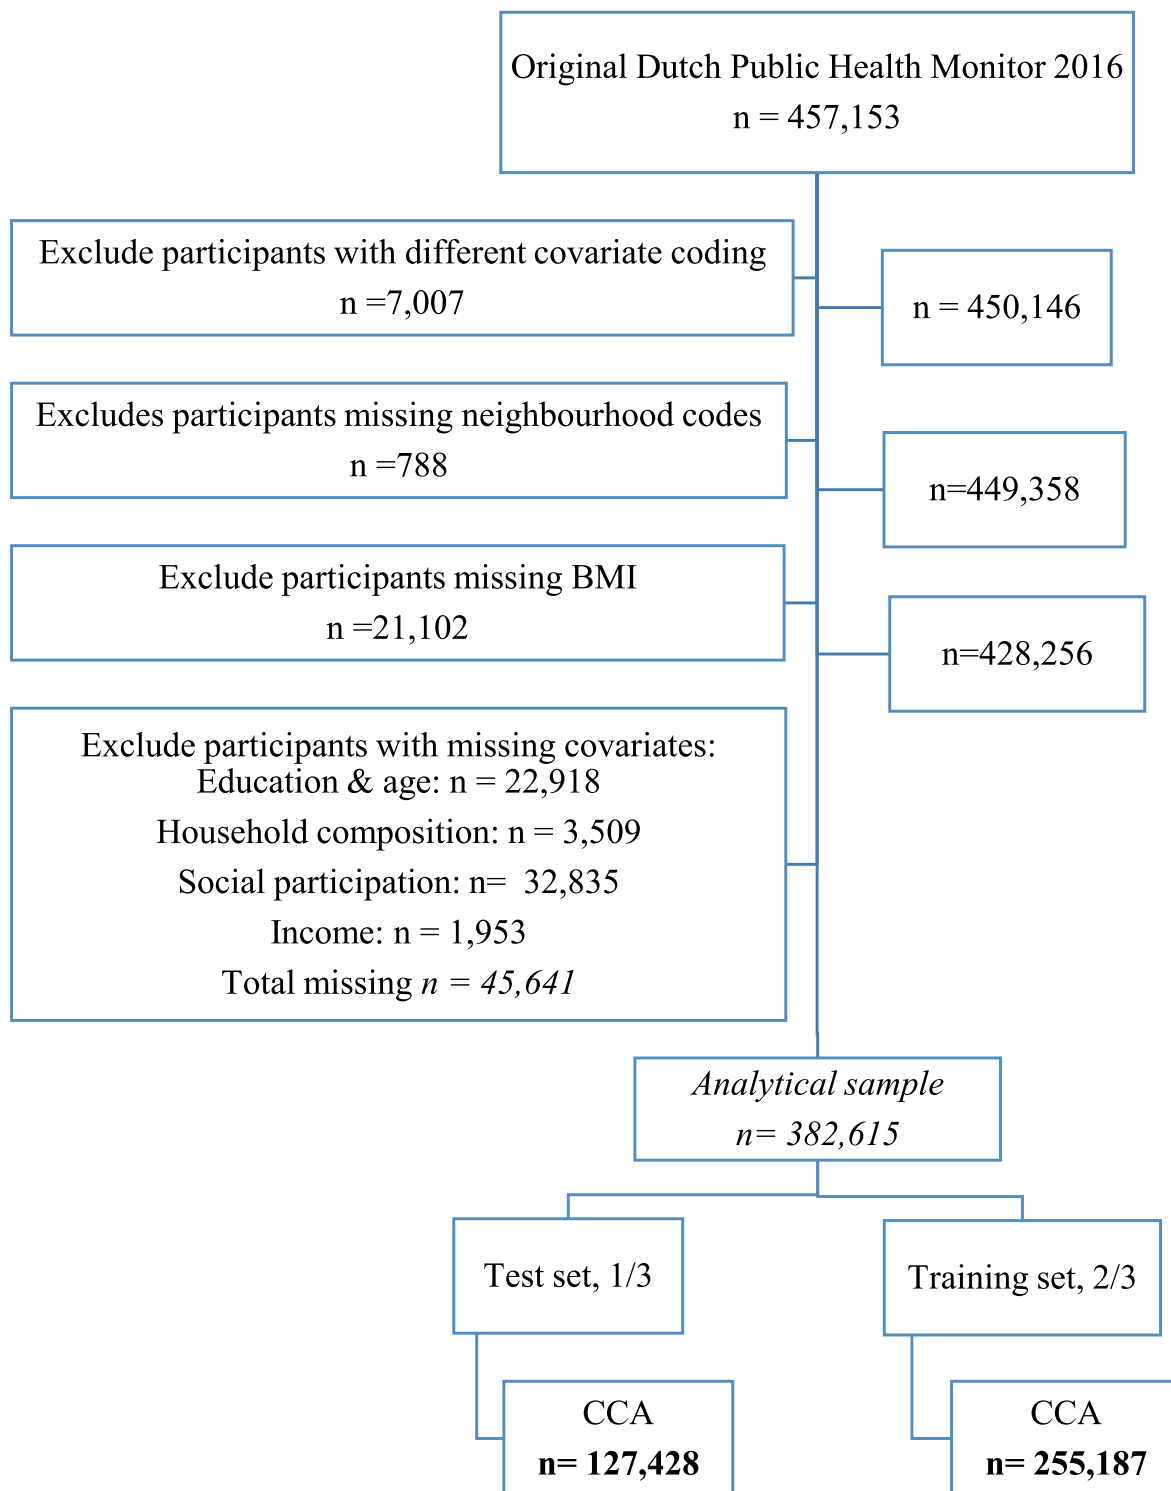 Original Dutch Public Health Monitor 2016
n = 457,153
Exclude participants with different covariate coding
n =7,007
n = 450,146
Excludes participants missing neighbourhood codes
n =788
n=449,358
Exclude participants missing BMI
n =21,102
n=428,256
Exclude participants with missing covariates:
Education & age: n = 22,918
Household composition: n = 3,509
Social participation: n=  32,835
Income: n = 1,953
Total missing n = 45,641
Analytical sample
n= 382,615
Test set, 1/3
Training set, 2/3
CCA
n= 127,428
CCA
n= 255,187